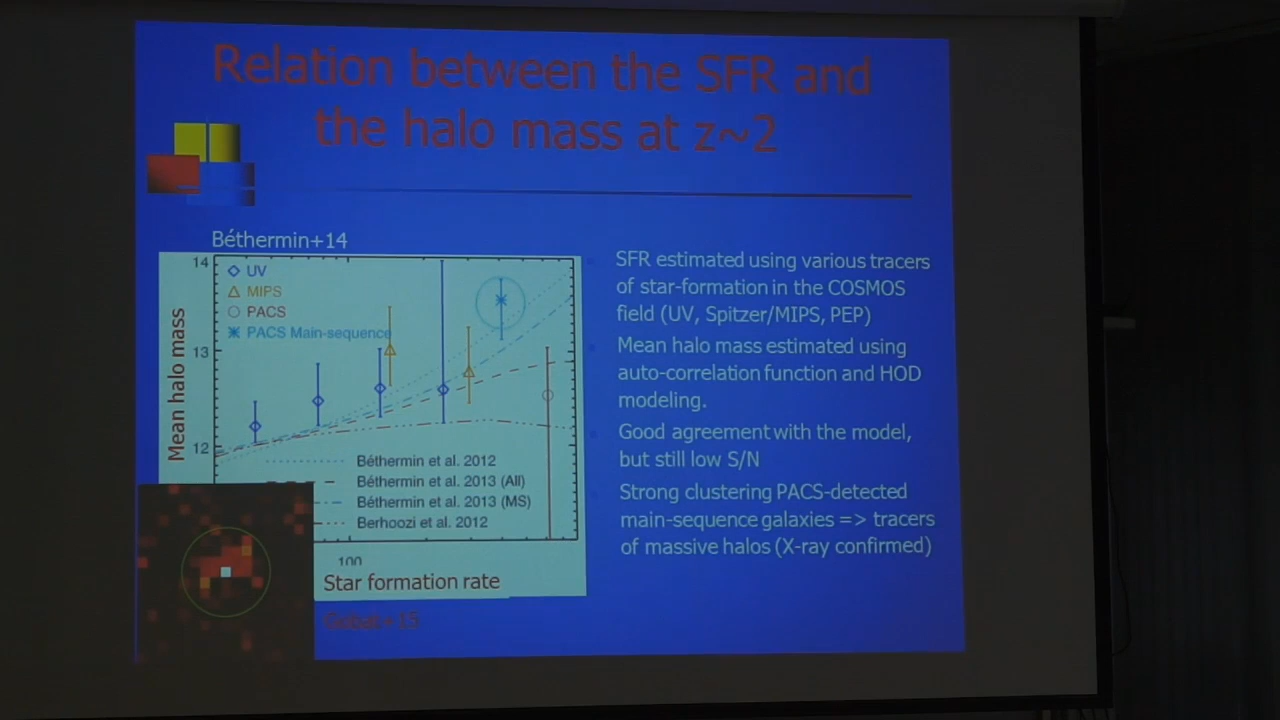 Relation between the SFR and
the halo mass at z~2
Béthermin+14
14
13
12
Mean halo mass
UV
MIPS
PACS
PACS Main-sequence
Béthermin et al. 2012
Béthermin et al. 2013 (All)
Béthermin et al. 2013 (MS)
Berhoozi et al. 2012
100
Star formation rate
Gobat+15
SFR estimated using various tracers
of star-formation in the COSMOS
field (UV, Spitzer/MIPS, PEP)
Mean halo mass estimated using
auto-correlation function and HOD
modeling.
Good agreement with the model,
but still low S/N
Strong clustering PACS-detected
main-sequence galaxies => tracers
of massive halos (X-ray confirmed)